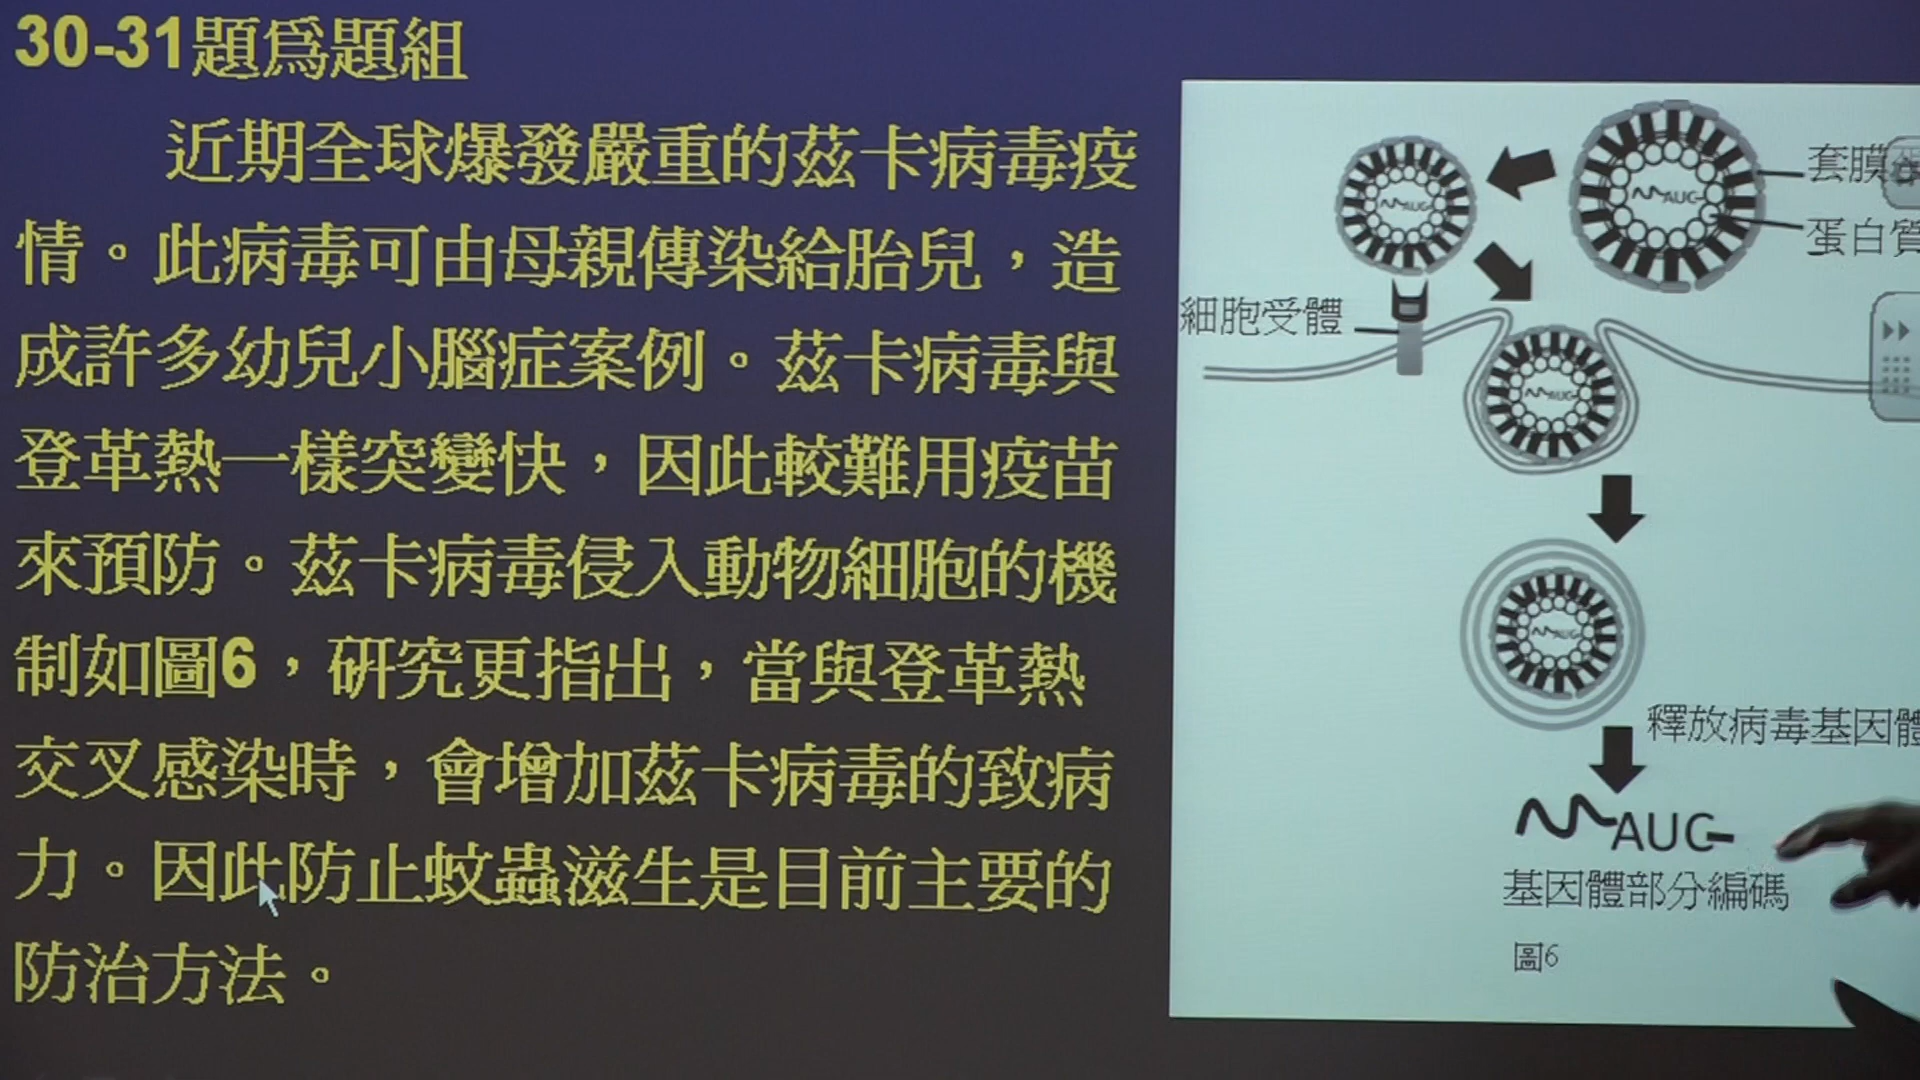 30-31題爲題組
近期全球爆發嚴重的茲卡病毒疫
情。此病毒可由母親傳染給胎兒，造
成許多幼兒小腦症案例。茲卡病毒與
登革熱一樣突變快，因此較難用疫苗
來預防。茲卡病毒侵入動物細胞的機
制如圖6，研究更指出，當與登革熱
交叉感染時，會增加茲卡病毒的致病
力。因此防止蚊蟲滋生是目前主要的
防治方法。
套膜
蛋白質
AUG
AUG
細胞受體
AUG
AUG
釋放病毒基因體
AUG
基因體部分編碼
圖6